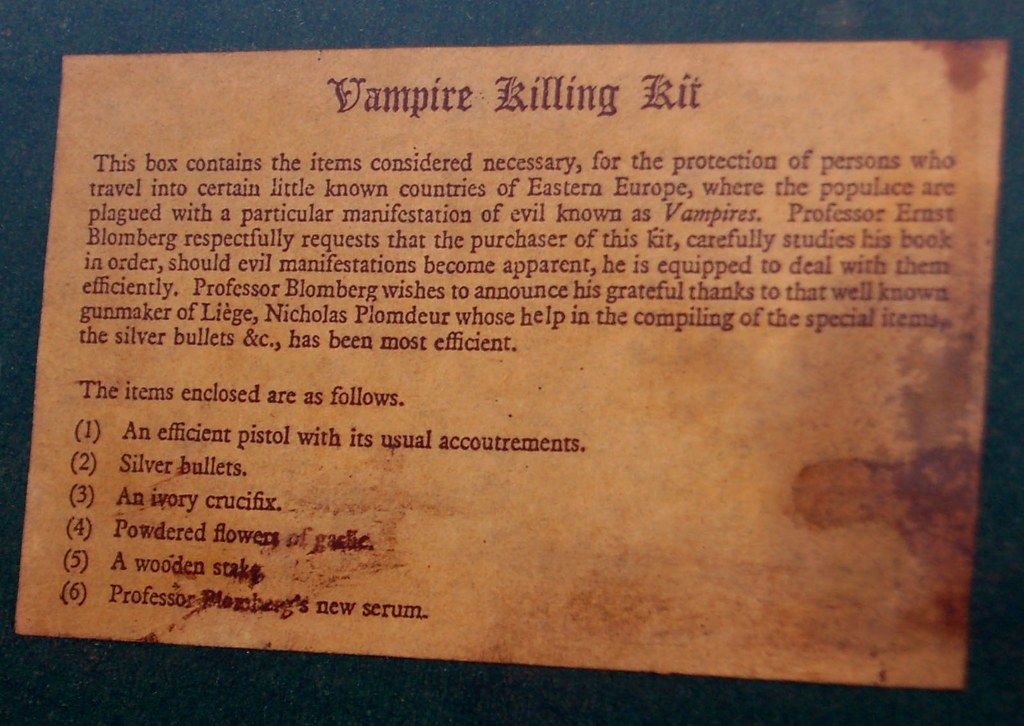 Vampire Killing Kit
This box contains the items considered necessary, for the protection of persons who
travel into certain little known countries of Eastern Europe, where the populace are
plagued with a particular manifestation of evil known as Vampires. Professor Ernst
Blomberg respectfully requests that the purchaser of this kit, carefully studies his book
in order, should evil manifestations become apparent, he is equipped to deal with them
efficiently. Professor Blomberg wishes to announce his grateful thanks to that well known
gunmaker of Liège, Nicholas Plomdeur whose help in the compiling of the special items,
the silver bullets &c., has been most efficient.
The items enclosed are as follows.
(1) An efficient pistol with its usual accoutrements.
(2) Silver bullets.
(3) An ivory crucifix.
(4) Powdered flowers of garlic.
(5) A wooden stake.
(6) Professor Blomberg's new serum.